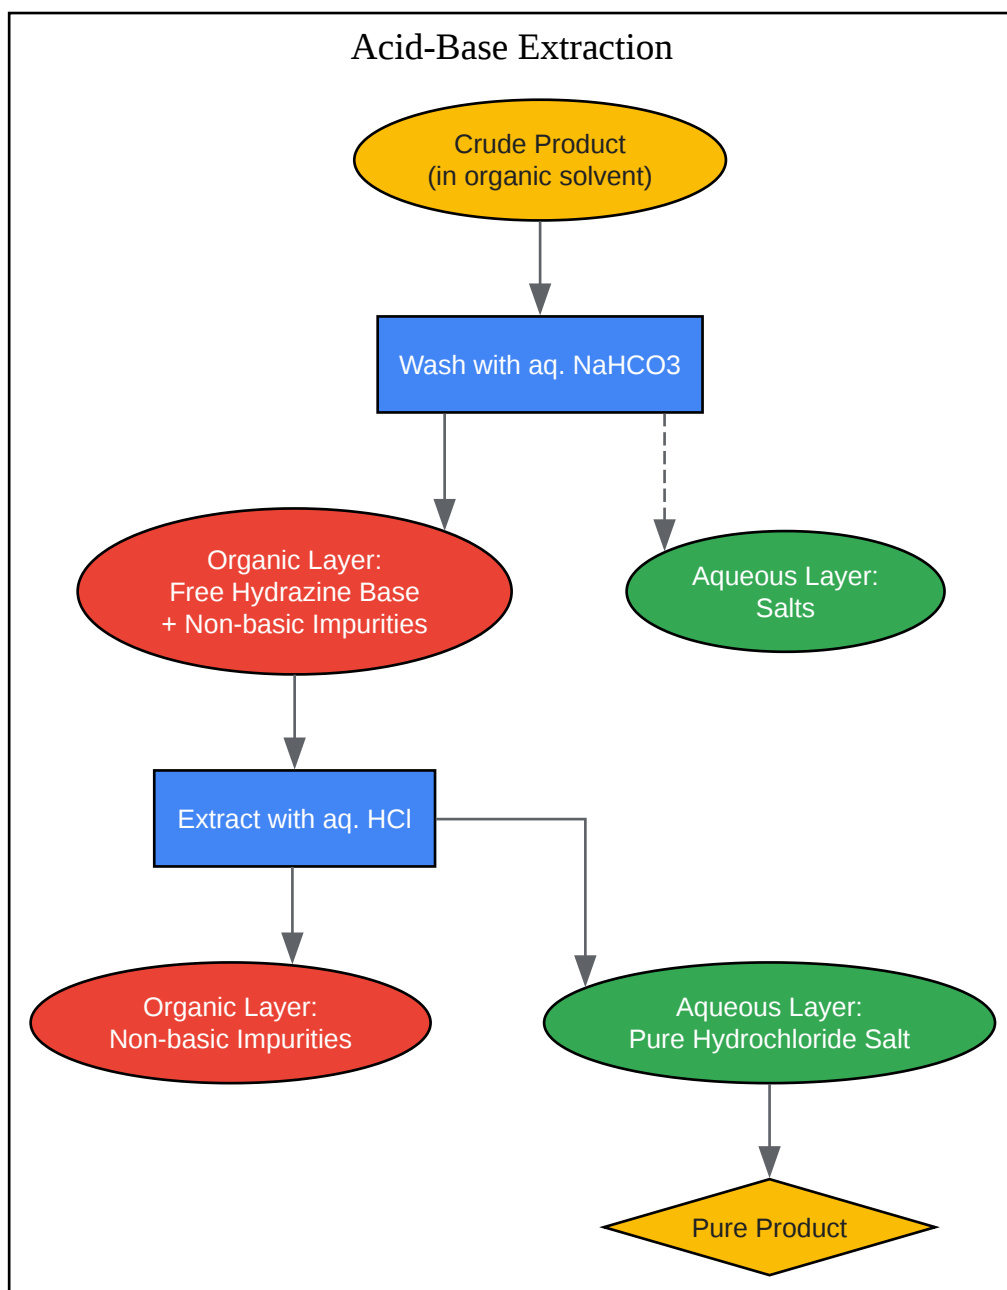 Acid-Base Extraction
Crude Product
(in organic solvent)
Wash with aq. NaHCO3
Organic Layer:
Free Hydrazine Base
+ Non-basic Impurities
Aqueous Layer:
Salts
Extract with aq. HCl
Organic Layer:
Non-basic Impurities
Aqueous Layer:
Pure Hydrochloride Salt
Pure Product